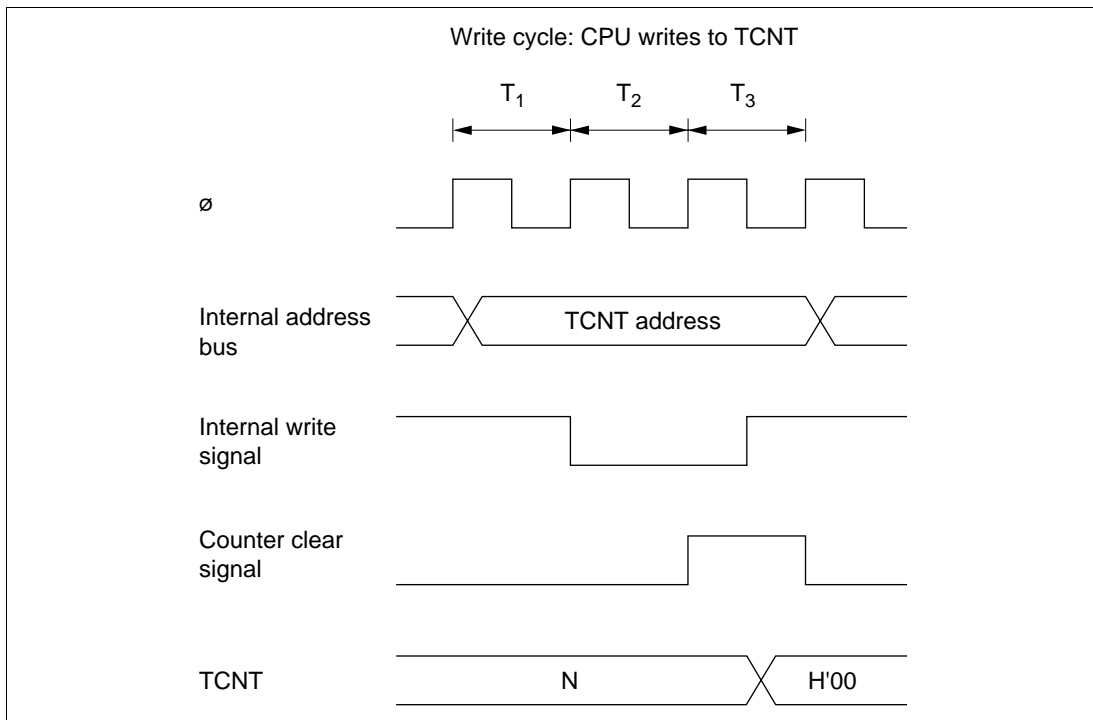 Write cycle: CPU writes to TCNT
T1 T2 T3
ø
Internal address
bus
TCNT address
Internal write
signal
Counter clear
signal
TCNT N H'00